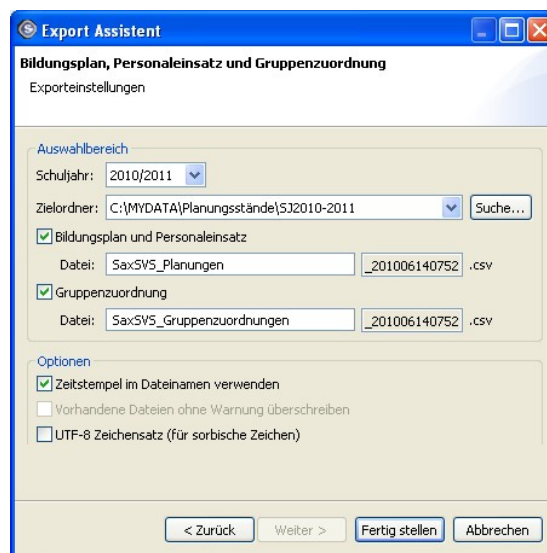 Export Assistent
Bildungsplan, Personaleinsatz und Gruppenzuordnung
Exporteinstellungen
Auswahlbereich
Schuljahr: 2010/2011
Zielordner: C:\MYDATA\Planungsstände\SJ2010-2011 Suche...
Bildungsplan und Personaleinsatz
Datei: SaxSVS_Planungen _201006140752 .csv
Gruppenzuordnung
Datei: SaxSVS_Gruppenzuordnungen _201006140752 .csv
Optionen
Zeitstempel im Dateinamen verwenden
Vorhandene Dateien ohne Warnung überschreiben
UTF-8 Zeichensatz (für sorbische Zeichen)
< Zurück Weiter > Fertig stellen Abbrechen